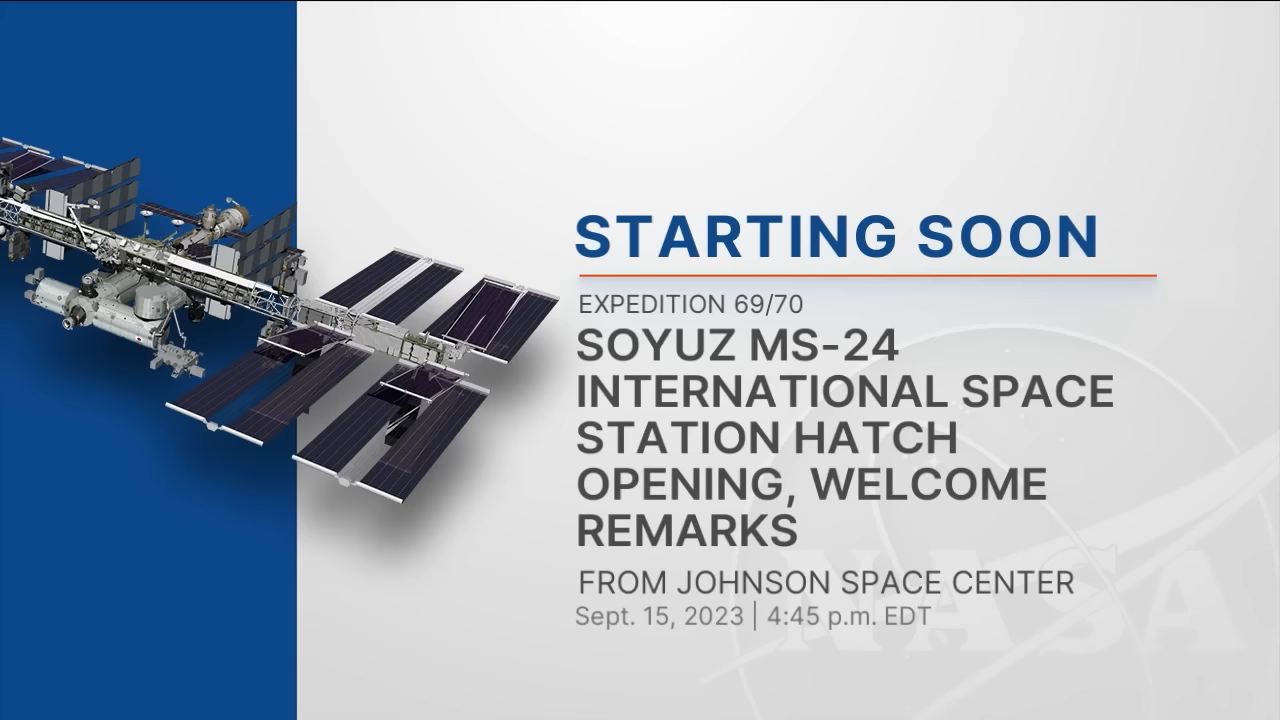 STARTING SOON
EXPEDITION 69/70
SOYUZ MS-24
INTERNATIONAL SPACE
STATION HATCH
OPENING, WELCOME
REMARKS
FROM JOHNSON SPACE CENTER
Sept. 15, 2023 | 4:45 p.m. EDT
NASA